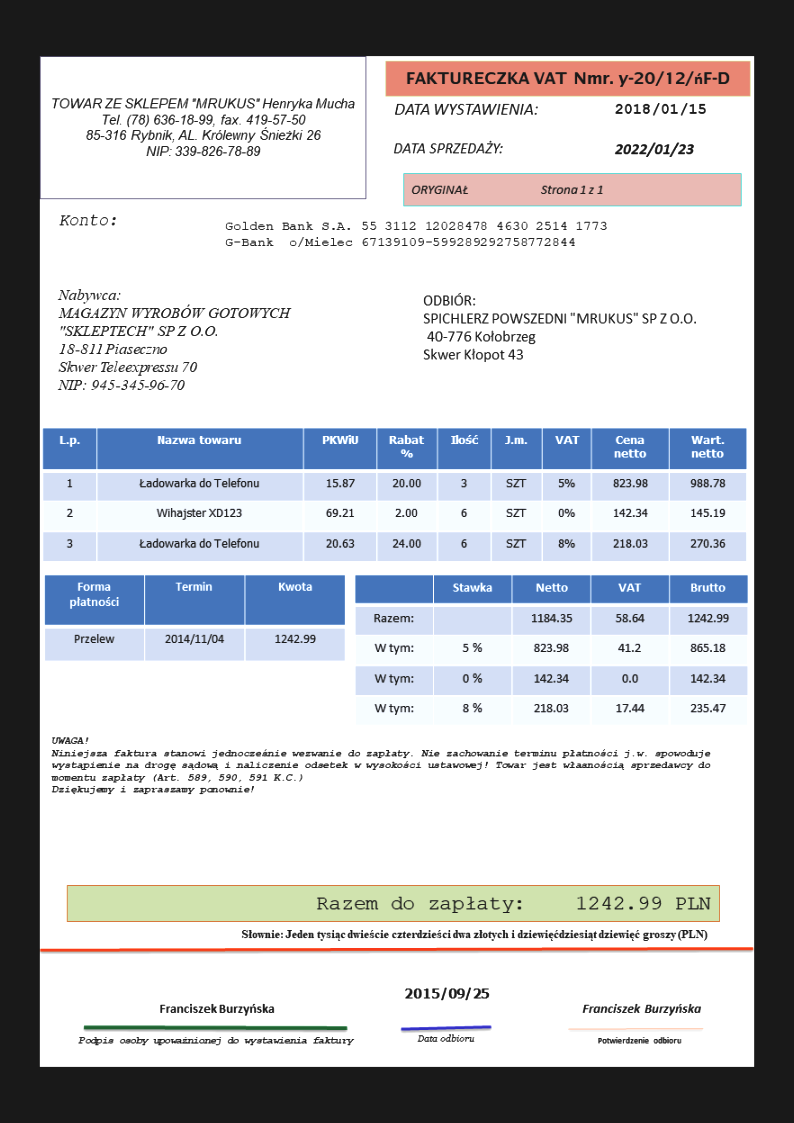 TOWAR ZE SKLEPEM "MRUKUS" Henryka Mucha
Tel. (78) 636-18-99, fax. 419-57-50
85-316 Rybnik, AL. Królewny Śnieżki 26
NIP: 339-826-78-89
FAKTURECZKA VAT Nmr. y-20/12/ńF-D
DATA WYSTAWIENIA: 2018/01/15
DATA SPRZEDAŻY: 2022/01/23
ORYGINAŁ Strona 1 z 1
Konto:
Golden Bank S.A. 55 3112 12028478 4630 2514 1773
G-Bank o/Mielec 67139109-599289292758772844
Nabywca:
MAGAZYN WYROBÓW GOTOWYCH
"SKLEPTECH" SP Z O.O.
18-811 Piaseczno
Skwer Teleexpressu 70
NIP: 945-345-96-70
ODBIÓR:
SPICHLERZ POWSZEDNI "MRUKUS" SP Z O.O.
40-776 Kołobrzeg
Skwer Kłopot 43
L.p. Nazwa towaru PKWiU Rabat % Ilość J.m. VAT Cena netto Wart. netto
1 Ładowarka do Telefonu 15.87 20.00 3 SZT 5% 823.98 988.78
2 Wihajster XD123 69.21 2.00 6 SZT 0% 142.34 145.19
3 Ładowarka do Telefonu 20.63 24.00 6 SZT 8% 218.03 270.36
Forma płatności Termin Kwota
Przelew 2014/11/04 1242.99
Stawka Netto VAT Brutto
Razem: 1184.35 58.64 1242.99
W tym: 5 % 823.98 41.2 865.18
W tym: 0 % 142.34 0.0 142.34
W tym: 8 % 218.03 17.44 235.47
UWAGA!
Niniejsza faktura stanowi jednocześnie wezwanie do zapłaty. Nie zachowanie terminu płatności j.w. spowoduje
wystąpienie na drogę sądową i naliczenie odsetek w wysokości ustawowej! Towar jest własnością sprzedawcy do
momentu zapłaty (Art. 589, 590, 591 K.C.)
Dziękujemy i zapraszamy ponownie!
Razem do zapłaty: 1242.99 PLN
Słownie: Jeden tysiąc dwieście czterdzieści dwa złotych i dziewięćdziesiąt dziewięć groszy (PLN)
2015/09/25
Franciszek Burzyńska
Franciszek Burzyńska
Podpis osoby upoważnionej do wystawienia faktury
Data odbioru
Potwierdzenie odbioru